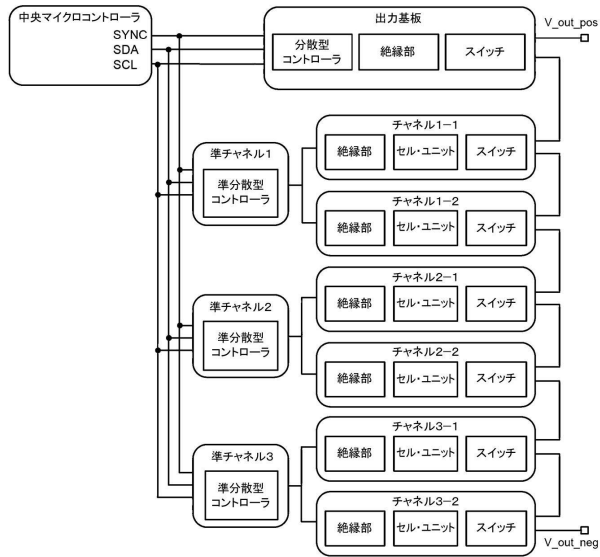 中央マイクロコントローラ
SYNC
SDA
SCL
出力基板
分散型
コントローラ
絶縁部
スイッチ
V_out_pos
準チャネル1
準分散型
コントローラ
チャネル1-1
絶縁部
セル・ユニット
スイッチ
チャネル1-2
絶縁部
セル・ユニット
スイッチ
準チャネル2
準分散型
コントローラ
チャネル2-1
絶縁部
セル・ユニット
スイッチ
チャネル2-2
絶縁部
セル・ユニット
スイッチ
準チャネル3
準分散型
コントローラ
チャネル3-1
絶縁部
セル・ユニット
スイッチ
チャネル3-2
絶縁部
セル・ユニット
スイッチ
V_out_neg